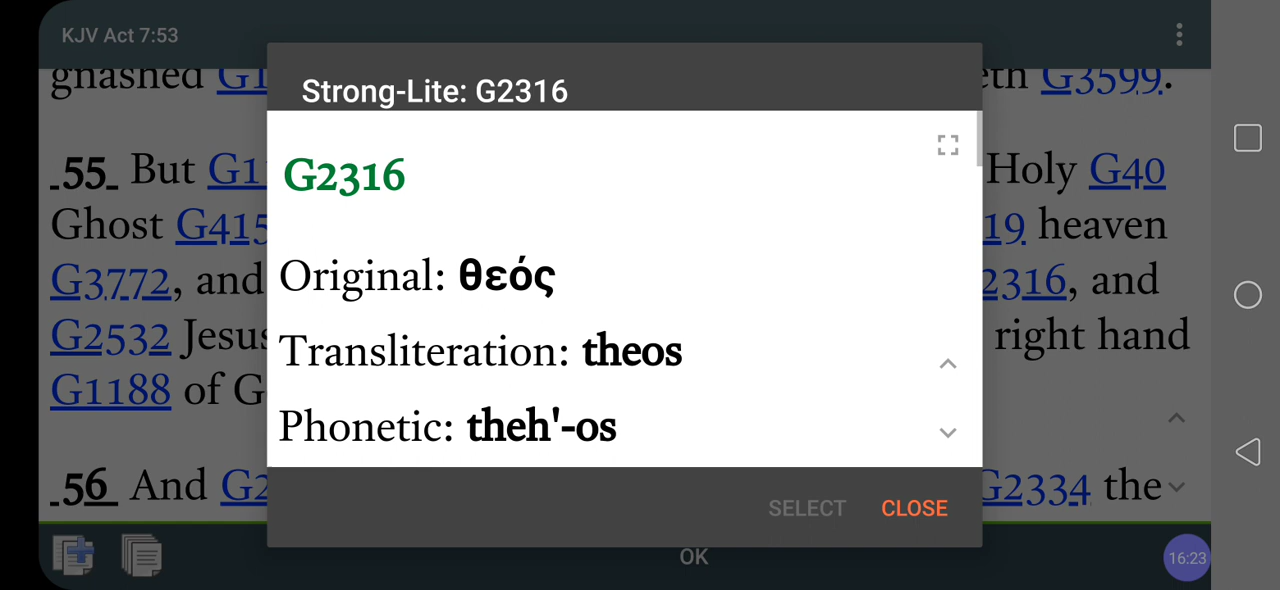 KJV Act 7:53
Strong-Lite: G2316
G2316
Original: θεός
Transliteration: theos
Phonetic: theh'-os
SELECT CLOSE
gnashed G1 eth G3599.
55 But G11 Holy G40
Ghost G415 19 heaven
G3772, and 2316, and
G2532 Jesus right hand
G1188 of G
56 And G2 G2334 the
OK
16:23